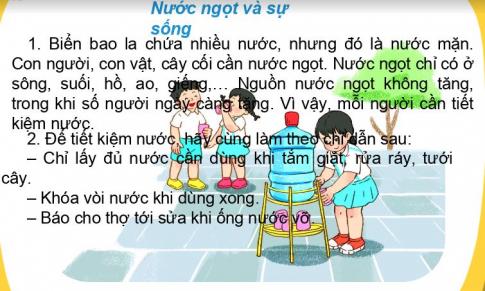 Nước ngọt và sự
sống
1. Biển bao la chứa nhiều nước, nhưng đó là nước mặn.
Con người, con vật, cây cối cần nước ngọt. Nước ngọt chỉ có ở
sông, suối, hồ, ao, giếng,… Nguồn nước ngọt không tăng,
trong khi số người ngày càng tăng. Vì vậy, mỗi người cần tiết
kiệm nước.
2. Để tiết kiệm nước, hãy cùng làm theo chỉ dẫn sau:
– Chỉ lấy đủ nước cần dùng khi tắm giặt, rửa ráy, tưới
cây.
– Khóa vòi nước khi dùng xong.
– Báo cho thợ tới sửa khi ống nước vỡ.